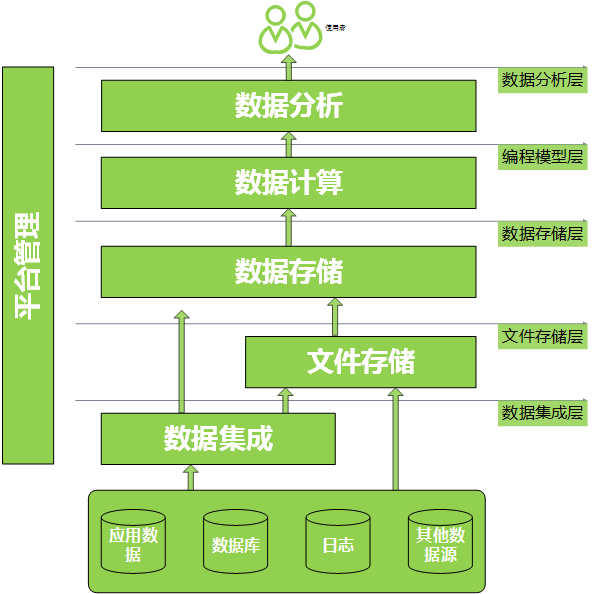 使用者
数据分析层
数据分析
编程模型层
数据计算
数据存储层
数据存储
平台管理
文件存储层
文件存储
数据集成层
数据集成
应用数
据
数据库
日志
其他数
据源